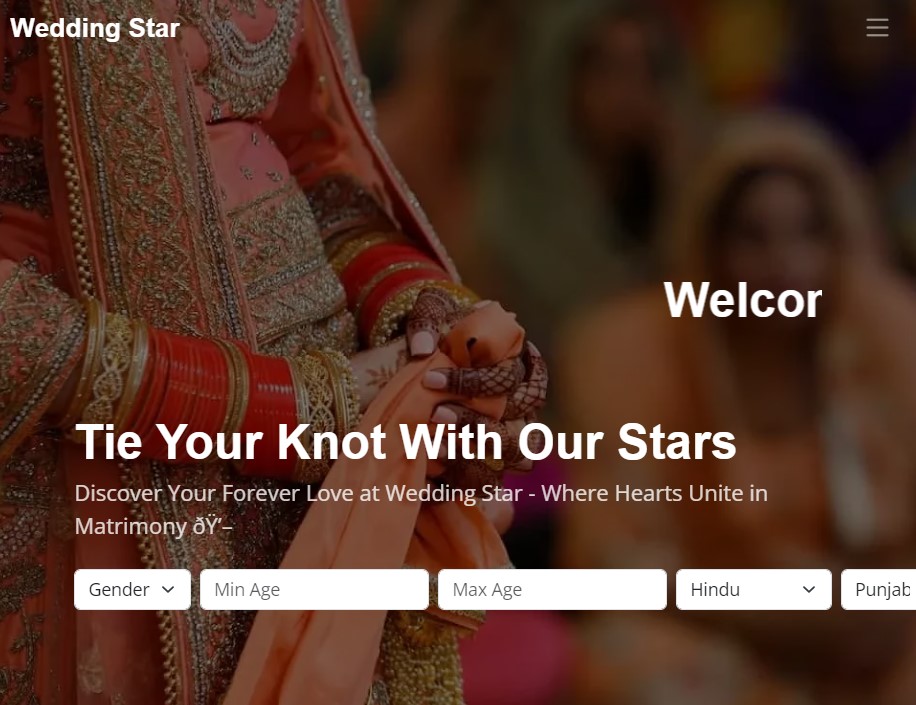 Wedding Star
Welcor
Tie Your Knot With Our Stars
Discover Your Forever Love at Wedding Star - Where Hearts Unite in
Matrimony ðŸ’–
Gender
Min Age
Max Age
Hindu
Punjab